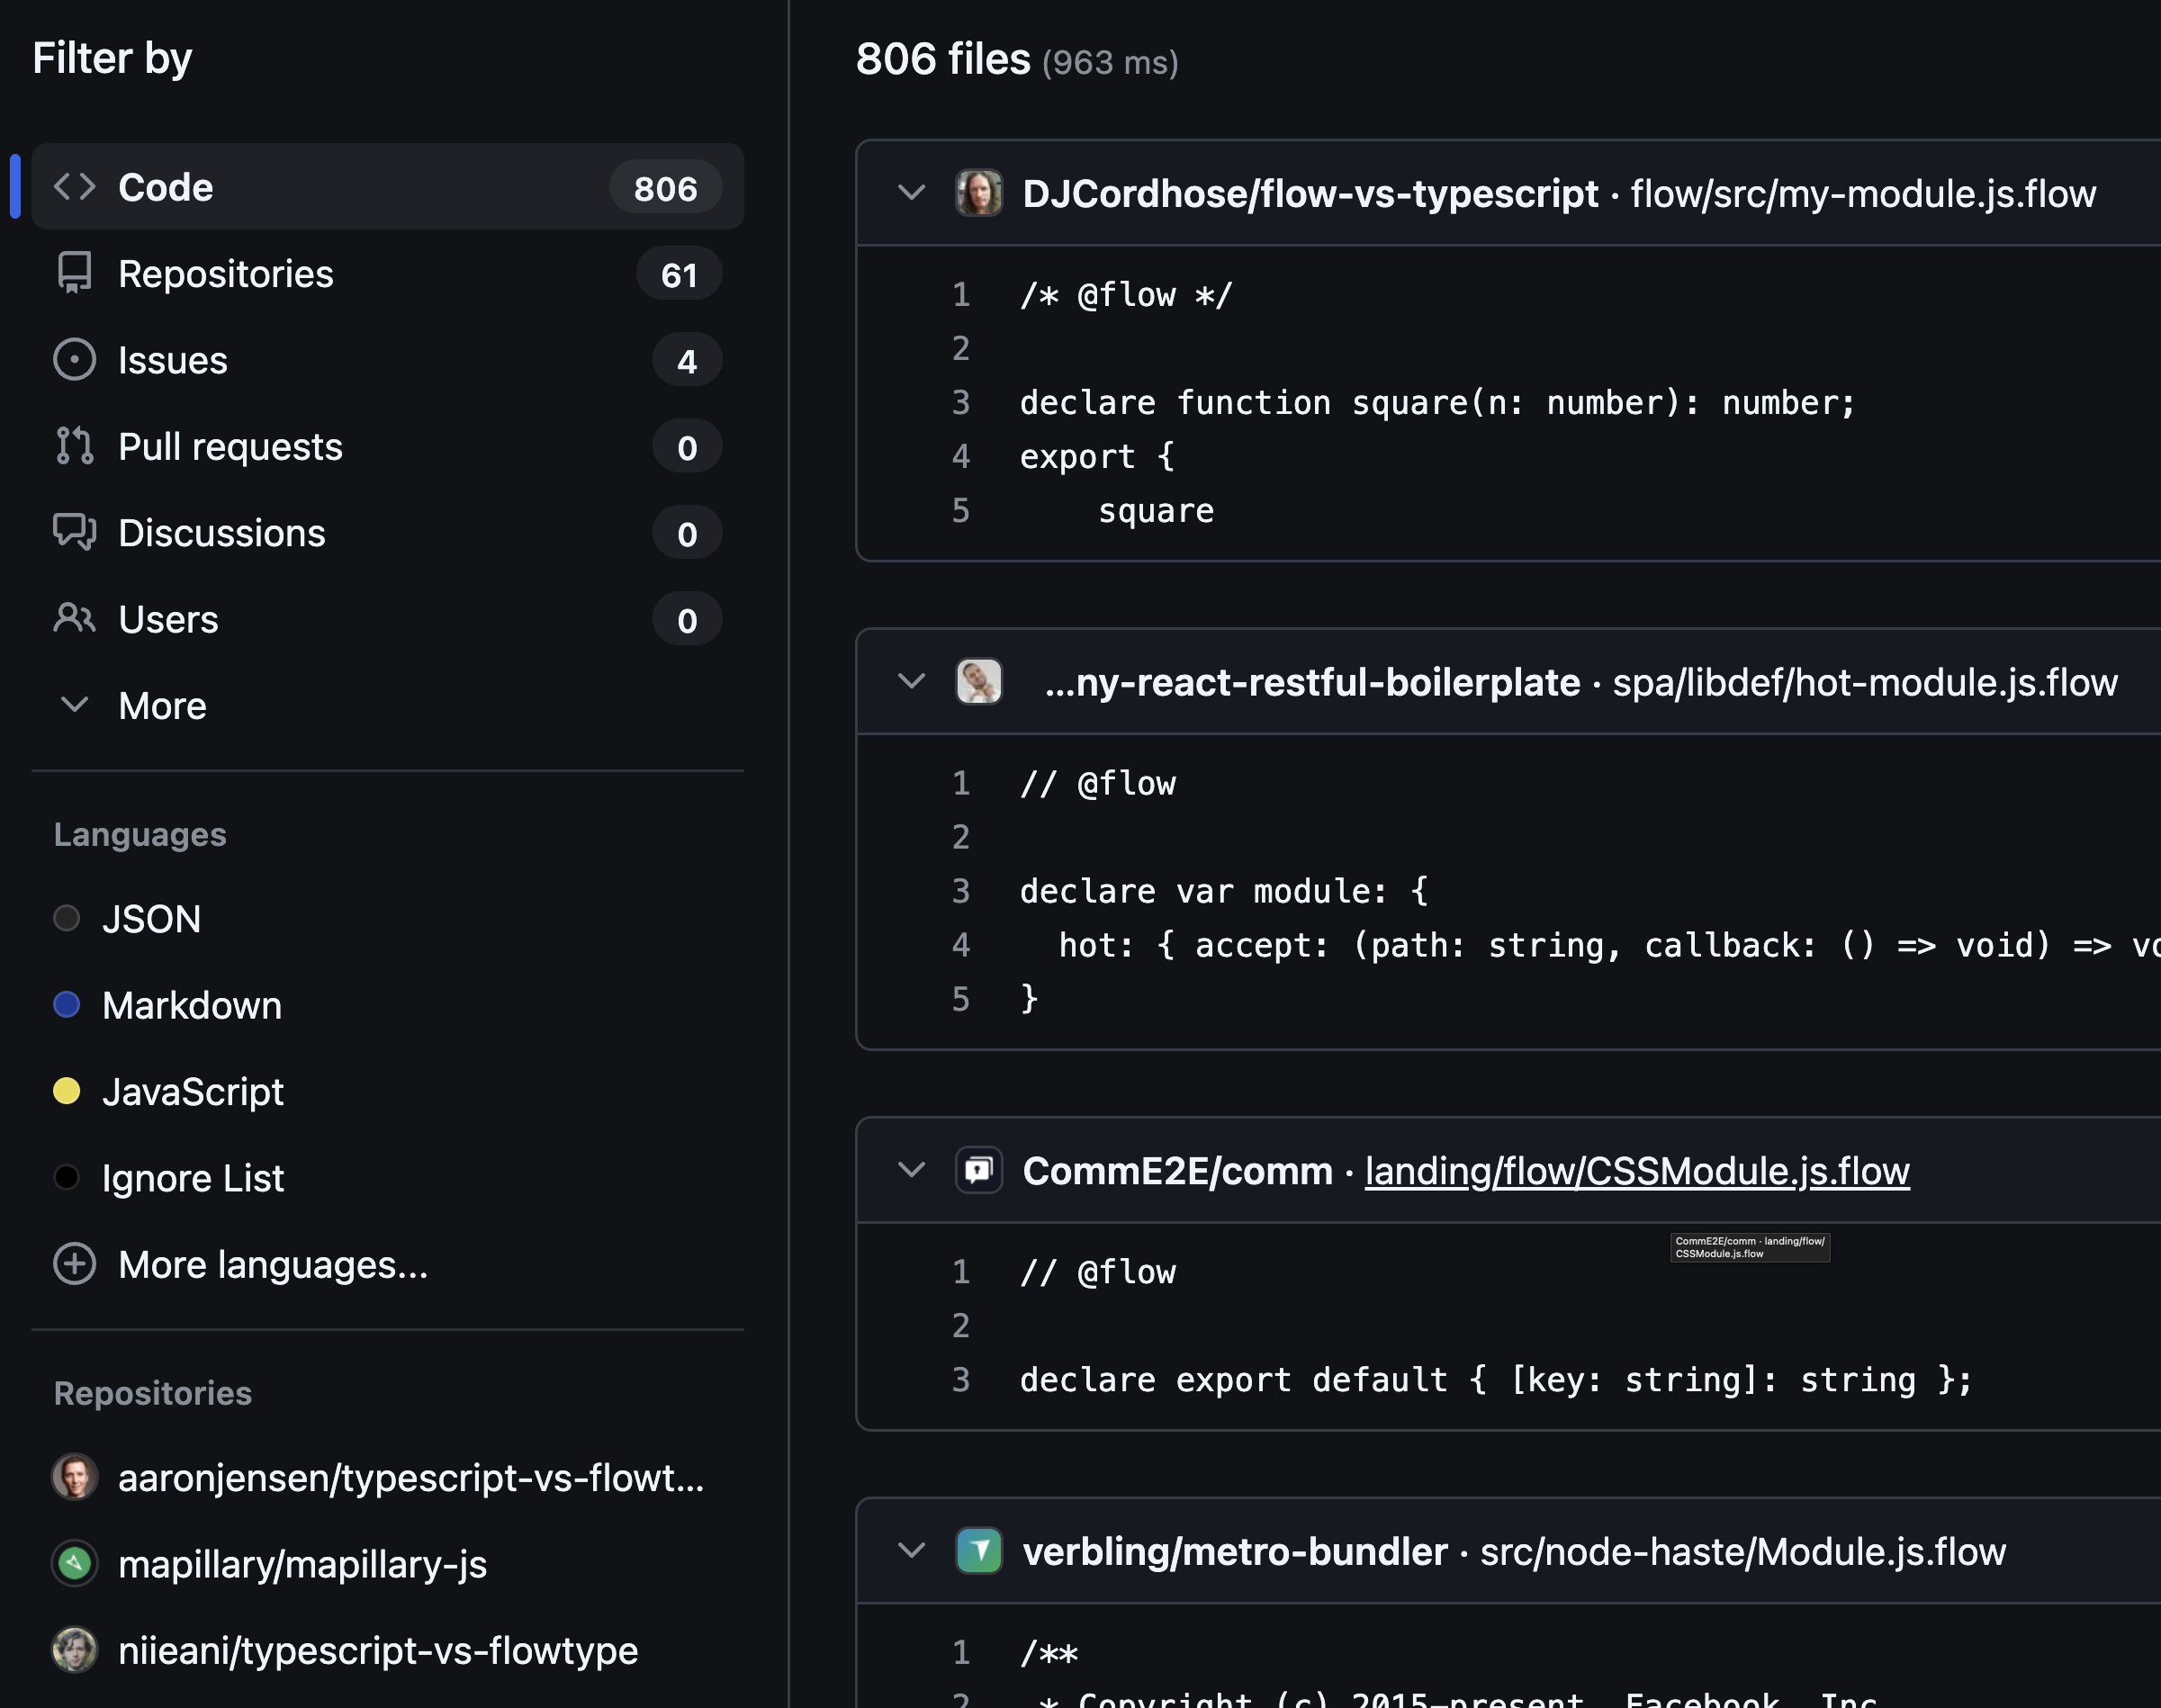 Filter by
Code 806
Repositories 61
Issues 4
Pull requests 0
Discussions 0
Users 0
More
Languages
JSON
Markdown
JavaScript
Ignore List
More languages...
Repositories
aaronjensen/typescript-vs-flowt...
mapillary/mapillary-js
niieani/typescript-vs-flowtype
806 files (963 ms)
DJCordhose/flow-vs-typescript · flow/src/my-module.js.flow
1 /* @flow */
2
3 declare function square(n: number): number;
4 export {
5     square
...ny-react-restful-boilerplate · spa/libdef/hot-module.js.flow
1 // @flow
2
3 declare var module: {
4   hot: { accept: (path: string, callback: () => void) => vo
5 }
CommE2E/comm · landing/flow/CSSModule.js.flow
CommE2E/comm · landing/flow/
CSSModule.js.flow
1 // @flow
2
3 declare export default { [key: string]: string };
verbling/metro-bundler · src/node-haste/Module.js.flow
1 /**
2  * Copyright (c) 2015-present, Facebook, Inc